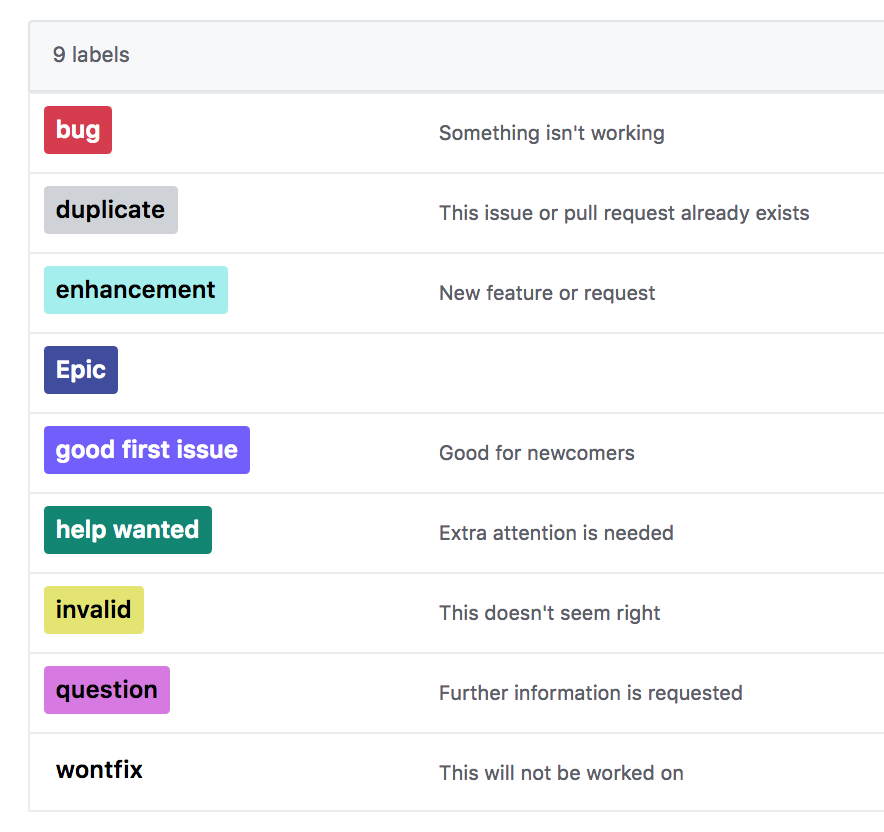 9 labels
bug Something isn't working
duplicate This issue or pull request already exists
enhancement New feature or request
Epic
good first issue Good for newcomers
help wanted Extra attention is needed
invalid This doesn't seem right
question Further information is requested
wontfix This will not be worked on